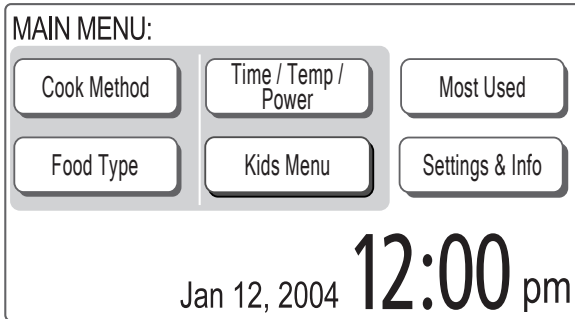 MAIN MENU:
Cook Method
Time / Temp /
Power
Most Used
Food Type
Kids Menu
Settings & Info
Jan 12, 2004 12:00 pm